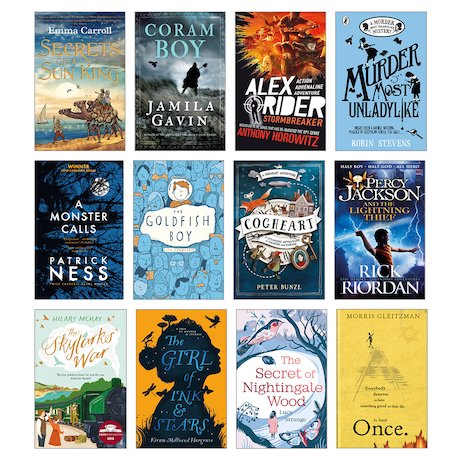 Emma Carroll
SECRETS
OF A
SUN KING
CORAM
BOY
JAMILA
GAVIN
ACTION
ADRENALINE
ADVENTURE
ALEX
RIDER
STORMBREAKER
ANTHONY HOROWITZ
A MURDER
MOST UNLADYLIKE
MYSTERY
MURDER
MOST
UNLADYLIKE
ROBIN STEVENS
WINNER
A
MONSTER
CALLS
PATRICK
NESS
THE
GOLDFISH
BOY
LISA THOMPSON
COGHEART
PETER BUNZL
HALF BOY · HALF GOD · ALL HERO
PERCY
JACKSON
AND THE
LIGHTNING
THIEF
RICK
RIORDAN
HILARY McKAY
The
Skylarks'
War
THE
GIRL
OF
INK &
STARS
Kiran Millwood Hargrave
The
Secret of
Nightingale
Wood
Lucy
Strange
MORRIS GLEITZMAN
Everybody
deserves
to have
something good in their life.
At least
Once.